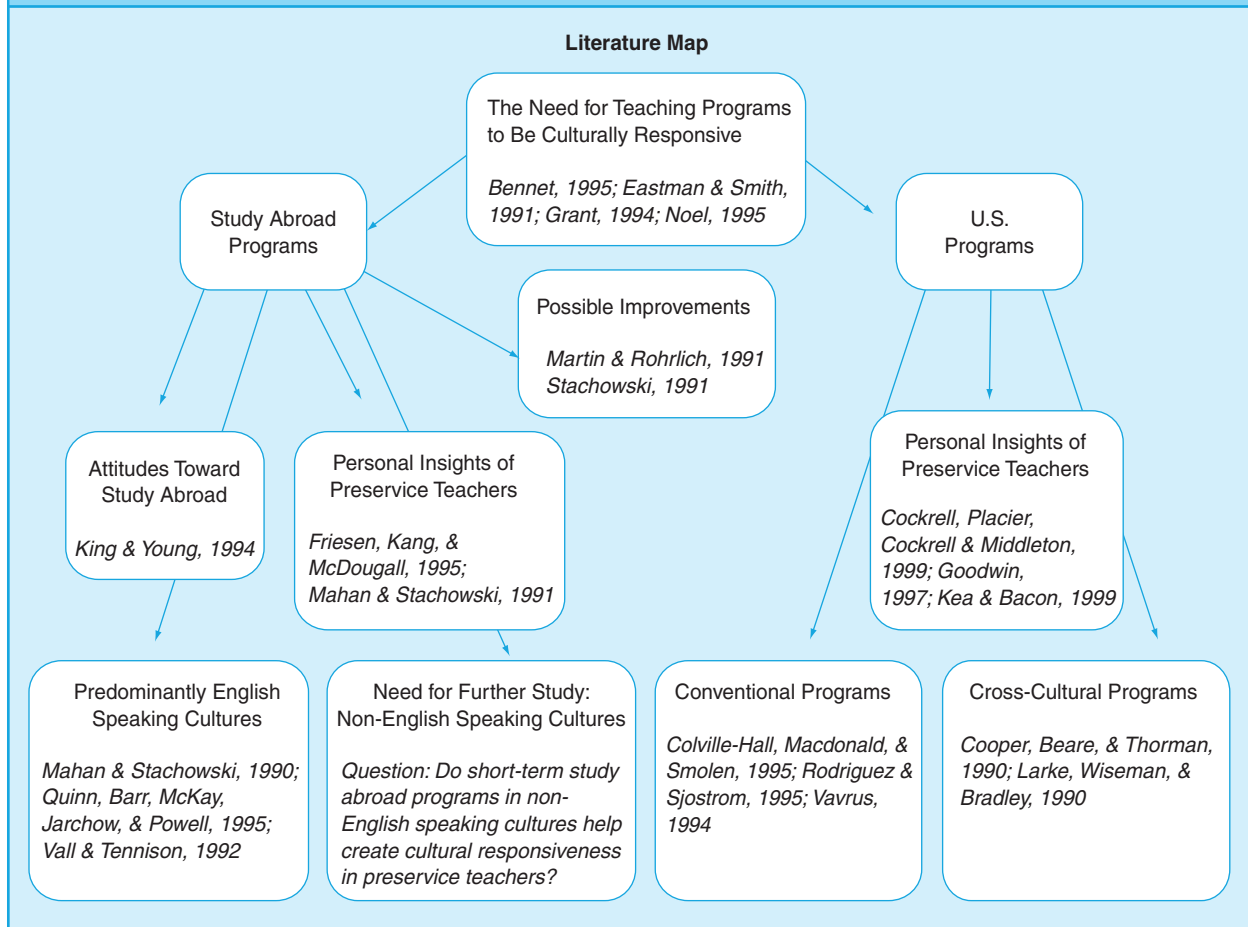 Literature Map
The Need for Teaching Programs
to Be Culturally Responsive
Bennet, 1995; Eastman & Smith,
1991; Grant, 1994; Noel, 1995
Study Abroad
Programs
U.S.
Programs
Possible Improvements
Martin & Rohrlich, 1991
Stachowski, 1991
Attitudes Toward
Study Abroad
King & Young, 1994
Personal Insights of
Preservice Teachers
Friesen, Kang, &
McDougall, 1995;
Mahan & Stachowski, 1991
Personal Insights of
Preservice Teachers
Cockrell, Placier,
Cockrell & Middleton,
1999; Goodwin,
1997; Kea & Bacon, 1999
Predominantly English
Speaking Cultures
Mahan & Stachowski, 1990;
Quinn, Barr, McKay,
Jarchow, & Powell, 1995;
Vall & Tennison, 1992
Need for Further Study:
Non-English Speaking Cultures
Question: Do short-term study
abroad programs in non-
English speaking cultures help
create cultural responsiveness
in preservice teachers?
Conventional Programs
Colville-Hall, Macdonald, &
Smolen, 1995; Rodriguez &
Sjostrom, 1995; Vavrus,
1994
Cross-Cultural Programs
Cooper, Beare, & Thorman,
1990; Larke, Wiseman, &
Bradley, 1990